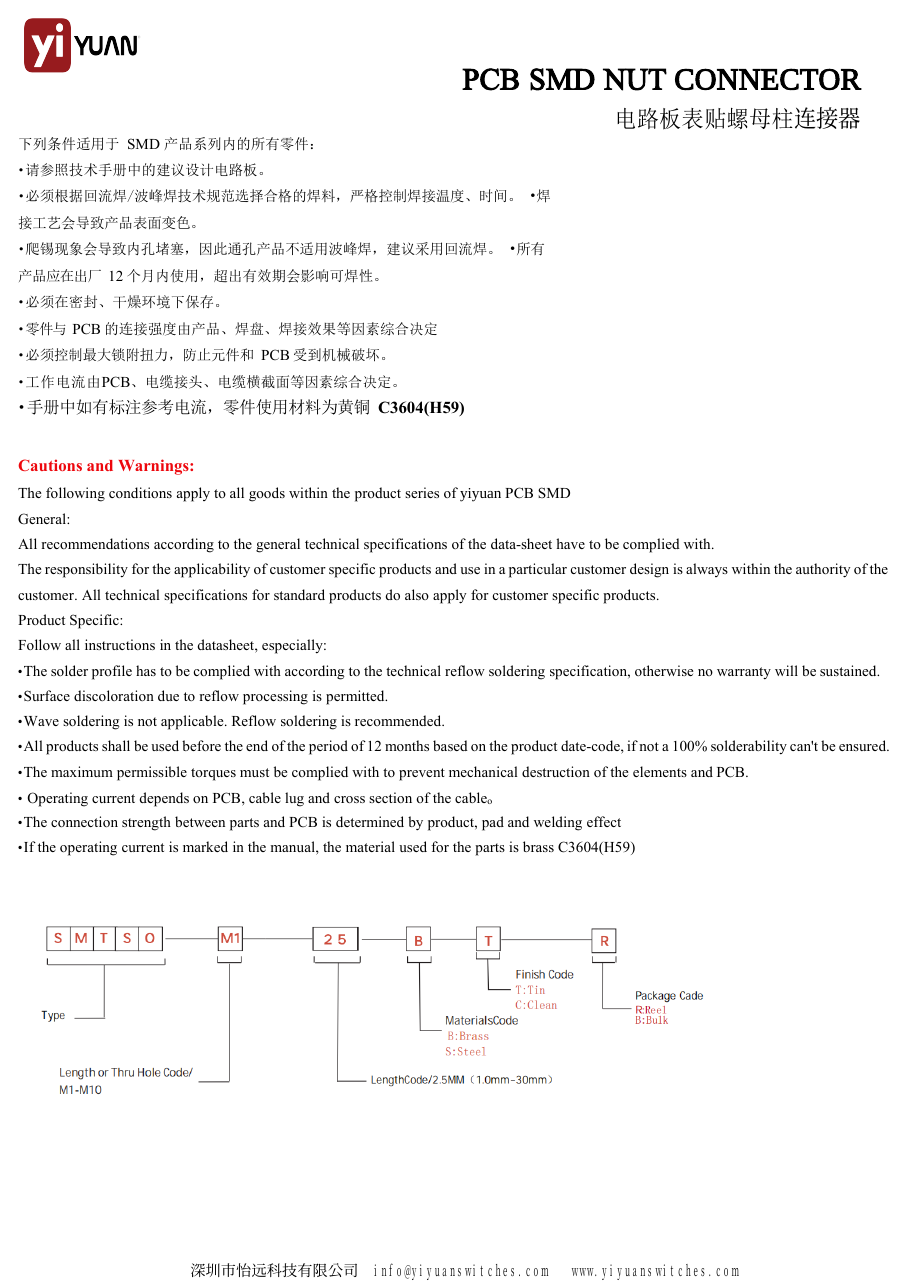 yi YUAN
PCB SMD NUT CONNECTOR
电路板表贴螺母柱连接器
下列条件适用于 SMD 产品系列内的所有零件：
•请参照技术手册中的建议设计电路板。
•必须根据回流焊/波峰焊技术规范选择合格的焊料，严格控制焊接温度、时间。 •焊
接工艺会导致产品表面变色。
•爬锡现象会导致内孔堵塞，因此通孔产品不适用波峰焊，建议采用回流焊。 •所有
产品应在出厂 12 个月内使用，超出有效期会影响可焊性。
•必须在密封、干燥环境下保存。
•零件与 PCB 的连接强度由产品、焊盘、焊接效果等因素综合决定
•必须控制最大锁附扭力，防止元件和 PCB 受到机械破坏。
•工作电流由PCB、电缆接头、电缆横截面等因素综合决定。
•手册中如有标注参考电流，零件使用材料为黄铜 C3604(H59)
Cautions and Warnings:
The following conditions apply to all goods within the product series of yiyuan PCB SMD
General:
All recommendations according to the general technical specifications of the data-sheet have to be complied with.
The responsibility for the applicability of customer specific products and use in a particular customer design is always within the authority of the
customer. All technical specifications for standard products do also apply for customer specific products.
Product Specific:
Follow all instructions in the datasheet, especially:
•The solder profile has to be complied with according to the technical reflow soldering specification, otherwise no warranty will be sustained.
•Surface discoloration due to reflow processing is permitted.
•Wave soldering is not applicable. Reflow soldering is recommended.
•All products shall be used before the end of the period of 12 months based on the product date-code, if not a 100% solderability can't be ensured.
•The maximum permissible torques must be complied with to prevent mechanical destruction of the elements and PCB.
• Operating current depends on PCB, cable lug and cross section of the cable。
•The connection strength between parts and PCB is determined by product, pad and welding effect
•If the operating current is marked in the manual, the material used for the parts is brass C3604(H59)
S M T S O M1 25 B T R
Finish Code
T:Tin
C:Clean
Package Cade
R:Reel
B:Bulk
Type
MaterialsCode
B:Brass
S:Steel
Length or Thru Hole Code/
M1-M10
LengthCode/2.5MM（1.0mm-30mm）
深圳市怡远科技有限公司 info@yiyuanswitches.com www.yiyuanswitches.com